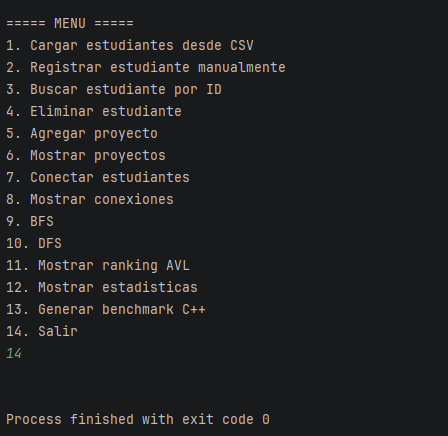 ===== MENU =====
1. Cargar estudiantes desde CSV
2. Registrar estudiante manualmente
3. Buscar estudiante por ID
4. Eliminar estudiante
5. Agregar proyecto
6. Mostrar proyectos
7. Conectar estudiantes
8. Mostrar conexiones
9. BFS
10. DFS
11. Mostrar ranking AVL
12. Mostrar estadisticas
13. Generar benchmark C++
14. Salir
14
Process finished with exit code 0